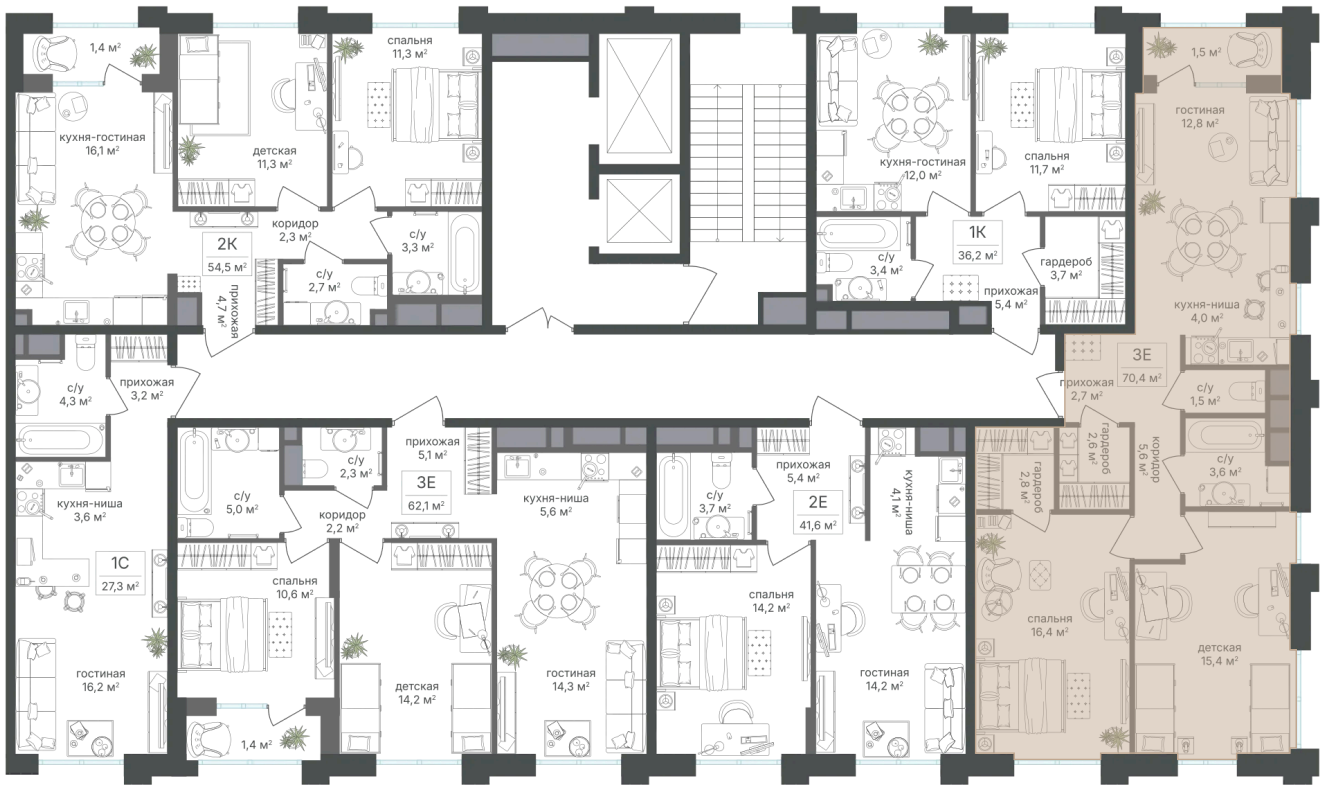 1,4 м²
кухня-гостиная
16,1 м²
детская
11,3 м²
спальня
11,3 м²
коридор
2,3 м²
с/у
3,3 м²
2К
54,5 м²
с/у
2,7 м²
прихожая
4,7 м²
кухня-гостиная
12,0 м²
спальня
11,7 м²
1К
36,2 м²
с/у
3,4 м²
гардероб
3,7 м²
прихожая
5,4 м²
1,5 м²
гостиная
12,8 м²
кухня-ниша
4,0 м²
3Е
70,4 м²
прихожая
2,7 м²
с/у
1,5 м²
гардероб
2,6 м²
коридор
5,6 м²
гардероб
2,8 м²
с/у
3,6 м²
спальня
16,4 м²
детская
15,4 м²
с/у
4,3 м²
прихожая
3,2 м²
кухня-ниша
3,6 м²
1С
27,3 м²
гостиная
16,2 м²
с/у
5,0 м²
с/у
2,3 м²
прихожая
5,1 м²
3Е
62,1 м²
коридор
2,2 м²
кухня-ниша
5,6 м²
спальня
10,6 м²
детская
14,2 м²
гостиная
14,3 м²
1,4 м²
с/у
3,7 м²
прихожая
5,4 м²
2Е
41,6 м²
кухня-ниша
4,1 м²
спальня
14,2 м²
гостиная
14,2 м²